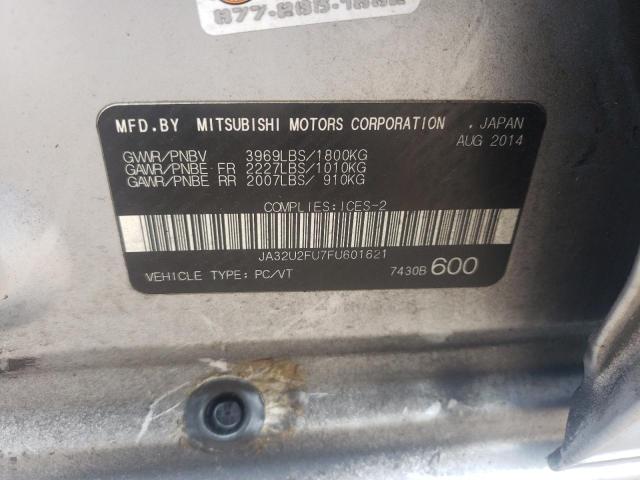 MFD.BY MITSUBISHI MOTORS CORPORATION , JAPAN
AUG 2014
GVWR/PNBV 3969LBS/1800KG
GAWR/PNBE FR 2227LBS/1010KG
GAWR/PNBE RR 2007LBS/ 910KG
COMPLIES:ICES-2
JA32U2FU7FU601621
VEHICLE TYPE: PC/VT 7430B 600